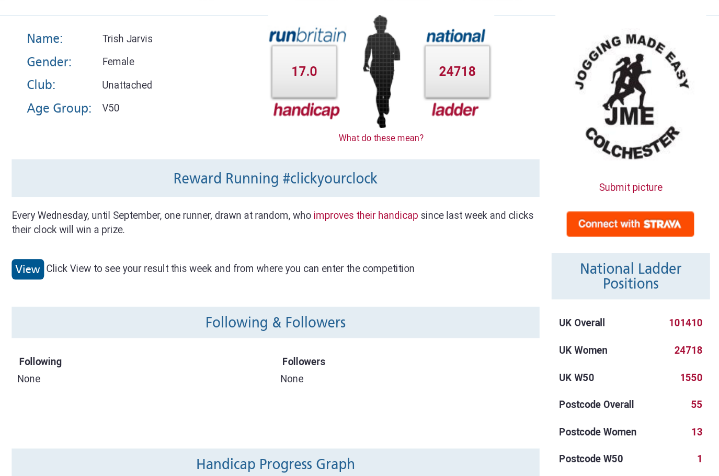 Name: Trish Jarvis
Gender: Female
Club: Unattached
Age Group: V50
runbritain
17.0
handicap
national
24718
ladder
What do these mean?
Reward Running #clickyourclock
Every Wednesday, until September, one runner, drawn at random, who improves their handicap since last week and clicks
their clock will win a prize.
View Click View to see your result this week and from where you can enter the competition
Following & Followers
Following
None
Followers
None
Handicap Progress Graph
JOGGING MADE EASY
JME
COLCHESTER
Submit picture
Connect with STRAVA
National Ladder
Positions
UK Overall 101410
UK Women 24718
UK W50 1550
Postcode Overall 55
Postcode Women 13
Postcode W50 1